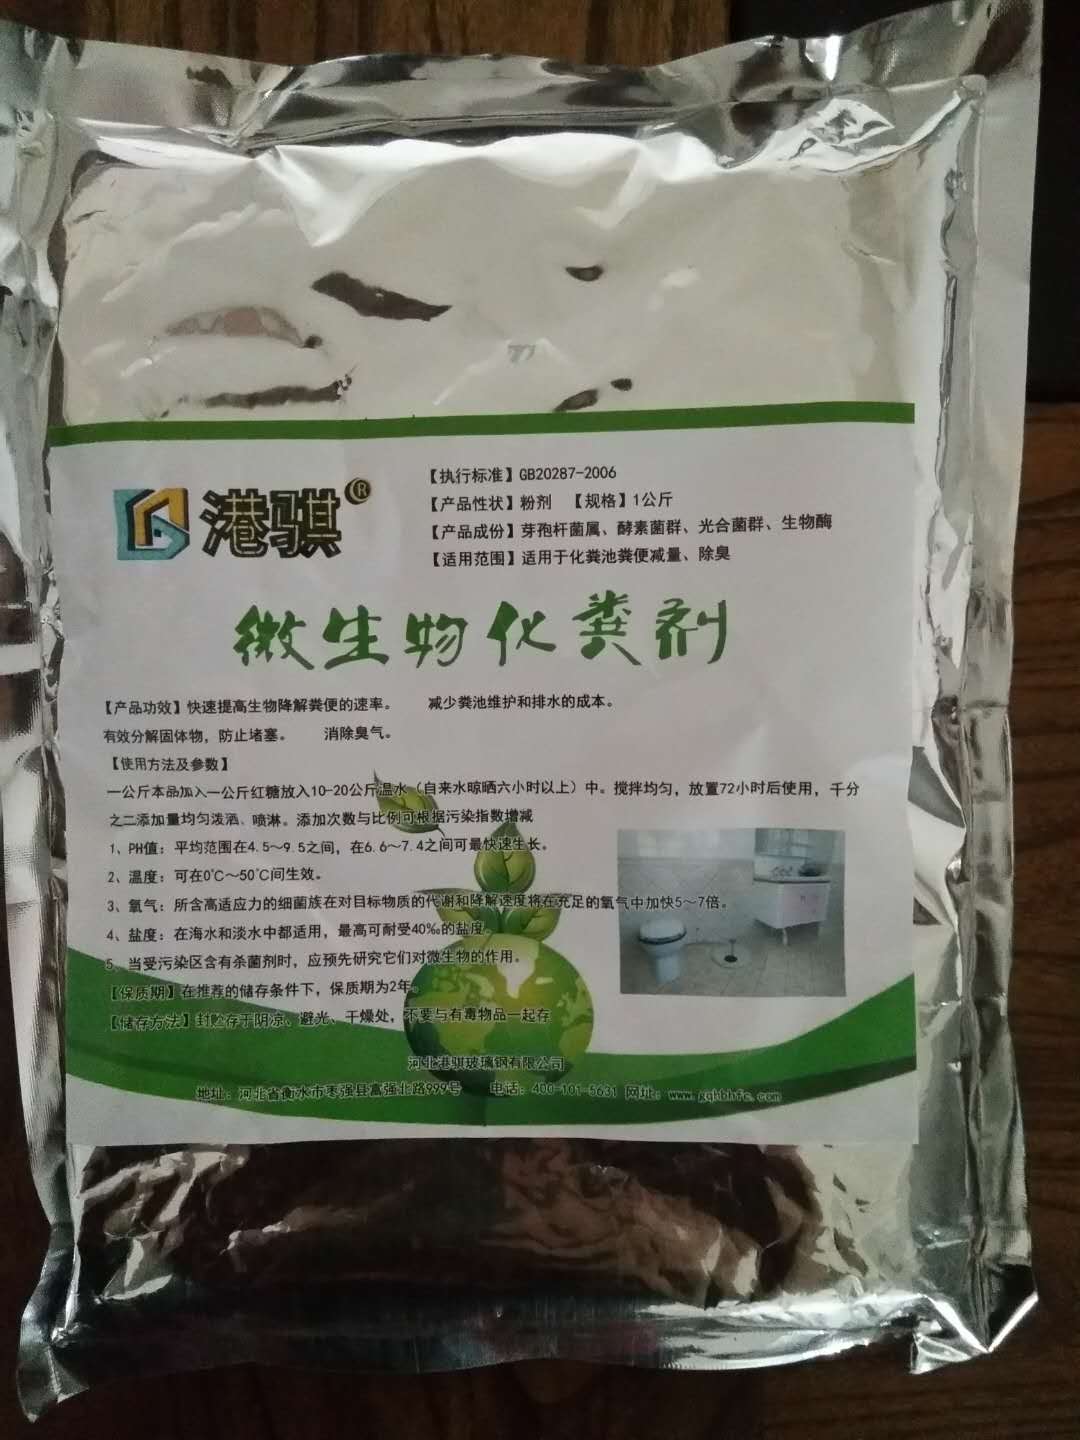 【执行标准】GB20287-2006
港骐®
【产品性状】粉剂 【规格】1公斤
【产品成份】芽孢杆菌属、酵素菌群、光合菌群、生物酶
【适用范围】适用于化粪池粪便减量、除臭
微生物化粪剂
【产品功效】快速提高生物降解粪便的速率。 减少粪池维护和排水的成本。
有效分解固体物，防止堵塞。 消除臭气。
【使用方法及参数】
一公斤本品加入一公斤红糖放入10-20公斤温水（自来水晾晒六小时以上）中。搅拌均匀，放置72小时后使用，千分
之二添加量均匀泼洒、喷淋。添加次数与比例可根据污染指数增减
1、PH值：平均范围在4.5～9.5之间，在6.6～7.4之间可最快速生长。
2、温度：可在0℃～50℃间生效。
3、氧气：所含高适应力的细菌族在对目标物质的代谢和降解速度将在充足的氧气中加快5～7倍。
4、盐度：在海水和淡水中都适用，最高可耐受40‰的盐度。
5、当受污染区含有杀菌剂时，应预先研究它们对微生物的作用。
【保质期】在推荐的储存条件下，保质期为2年。
【储存方法】封贮存于阴凉、避光、干燥处，不要与有毒物品一起存
河北港骐玻璃钢有限公司
地址：河北省衡水市枣强县富强北路999号 电话：400-101-5631 网址：www.gqhbhfc.com